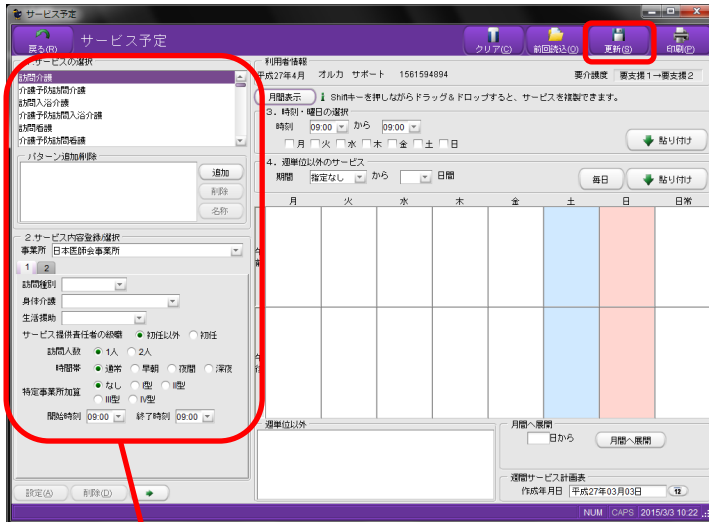 サービス予定
戻る(R)
サービス予定
クリア(C)
前回読込(O)
更新(S)
印刷(P)
.サービスの選択
訪問介護
介護予防訪問介護
訪問入浴介護
介護予防訪問入浴介護
訪問看護
介護予防訪問看護
パターン追加削除
追加
削除
名称
2.サービス内容登録/選択
事業所 日本医師会事業所
1 2
訪問種別
身体介護
生活援助
サービス提供責任者の級職 初任以外 初任
訪問人数 1人 2人
時間帯 通常 早朝 夜間 深夜
特定事業所加算 なし I型 II型
III型 IV型
開始時刻 09:00 終了時刻 09:00
設定(A) 削除(D)
利用者情報
平成27年4月 オルカ サポート 1561594894 要介護度 要支援1→要支援2
月間表示 Shiftキーを押しながらドラッグ&ドロップすると、サービスを複製できます。
3．時刻・曜日の選択
時刻 09:00 から 09:00
月 火 水 木 金 土 日
貼り付け
4．週単位以外のサービス
期間 指定なし から 日間
毎日 貼り付け
月 火 水 木 金 土 日 日常
週単位以外
月間へ展開
日から 月間へ展開
週間サービス計画表
作成年月日 平成27年03月03日 12
NUM CAPS 2015/3/3 10:22